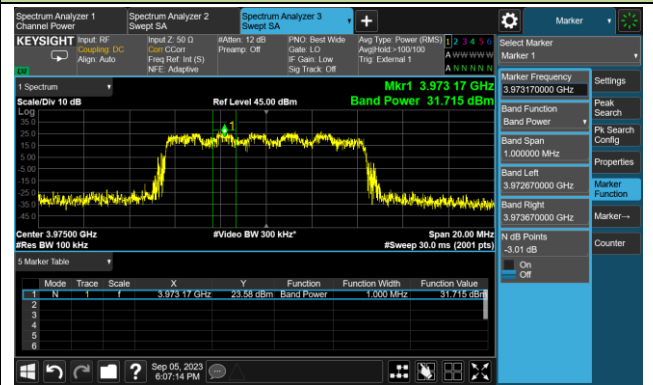 Spectrum Analyzer 1
Channel Power
Spectrum Analyzer 2
Swept SA
Spectrum Analyzer 3
Swept SA
Marker
KEYSIGHT
Input: RF
Coupling: DC
Align: Auto
Input Z: 50 Ω
Corr CCorr
Freq Ref: Int (S)
NFE: Adaptive
#Atten: 12 dB
Preamp: Off
PNO: Best Wide
Gate: LO
IF Gain: Low
Sig Track: Off
Avg Type: Power (RMS)
Avg|Hold:>100/100
Trig: External 1
1 2 3 4 5 6
A W W W W W
A N N N N N
Select Marker
Marker 1
1 Spectrum
Scale/Div 10 dB
Ref Level 45.00 dBm
Mkr1 3.973 17 GHz
Band Power 31.715 dBm
Log
35.0
25.0
15.0
5.00
-5.00
-15.0
-25.0
-35.0
-45.0
1
Center 3.97500 GHz
#Res BW 100 kHz
#Video BW 300 kHz*
Span 20.00 MHz
#Sweep 30.0 ms (2001 pts)
5 Marker Table
Mode Trace Scale X Y Function Function Width Function Value
1 N 1 f 3.973 17 GHz 23.58 dBm Band Power 1.000 MHz 31.715 dBm
2
3
4
5
6
Marker Frequency
3.973170000 GHz
Band Function
Band Power
Band Span
1.000000 MHz
Band Left
3.972670000 GHz
Band Right
3.973670000 GHz
N dB Points
-3.01 dB
On
Off
Settings
Peak
Search
Pk Search
Config
Properties
Marker
Function
Marker→
Counter
?
Sep 05, 2023
6:07:14 PM